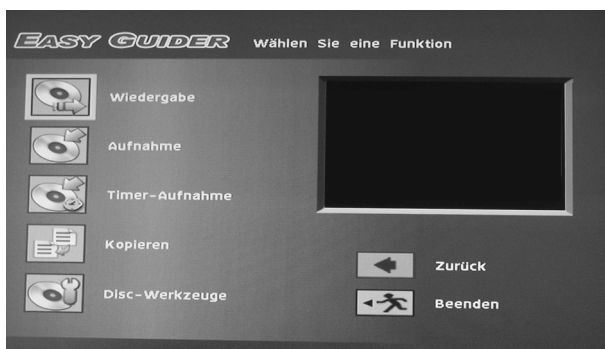 EASY GUIDER Wählen Sie eine Funktion
Wiedergabe
Aufnahme
Timer-Aufnahme
Kopieren
Disc-Werkzeuge
Zurück
Beenden